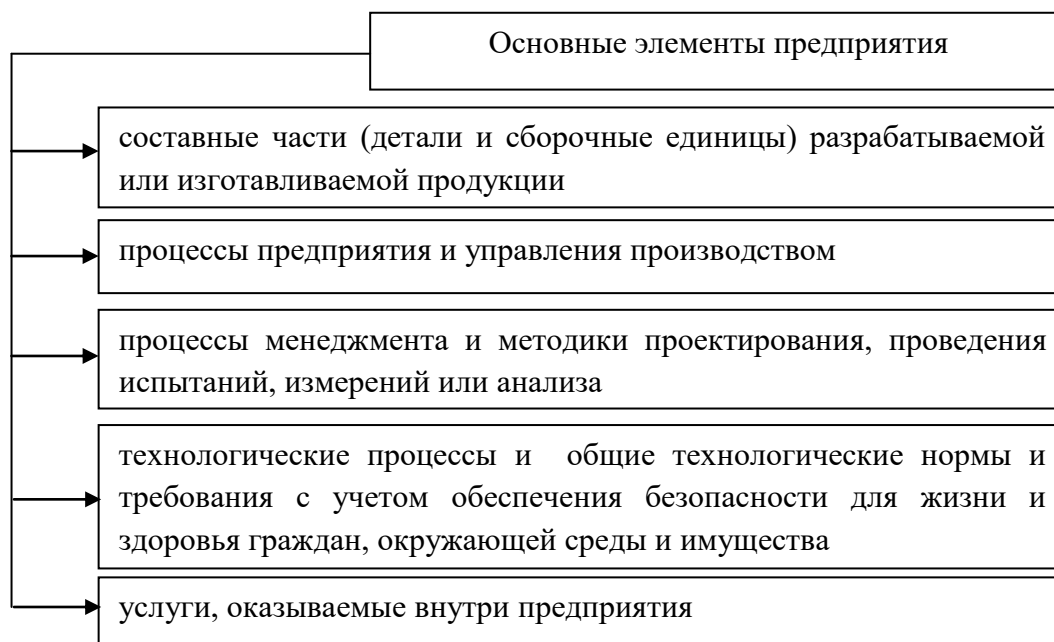 Основные элементы предприятия
составные части (детали и сборочные единицы) разрабатываемой
или изготавливаемой продукции
процессы предприятия и управления производством
процессы менеджмента и методики проектирования, проведения
испытаний, измерений или анализа
технологические процессы и общие технологические нормы и
требования с учетом обеспечения безопасности для жизни и
здоровья граждан, окружающей среды и имущества
услуги, оказываемые внутри предприятия